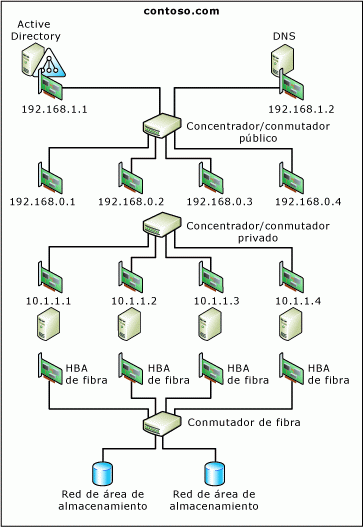 contoso.com
Active
Directory
DNS
192.168.1.1
192.168.1.2
Concentrador/conmutador
público
192.168.0.1
192.168.0.2
192.168.0.3
192.168.0.4
Concentrador/conmutador
privado
10.1.1.1
10.1.1.2
10.1.1.3
10.1.1.4
HBA
de fibra
HBA
de fibra
HBA
de fibra
HBA
de fibra
Conmutador de fibra
Red de área de
almacenamiento
Red de área de
almacenamiento